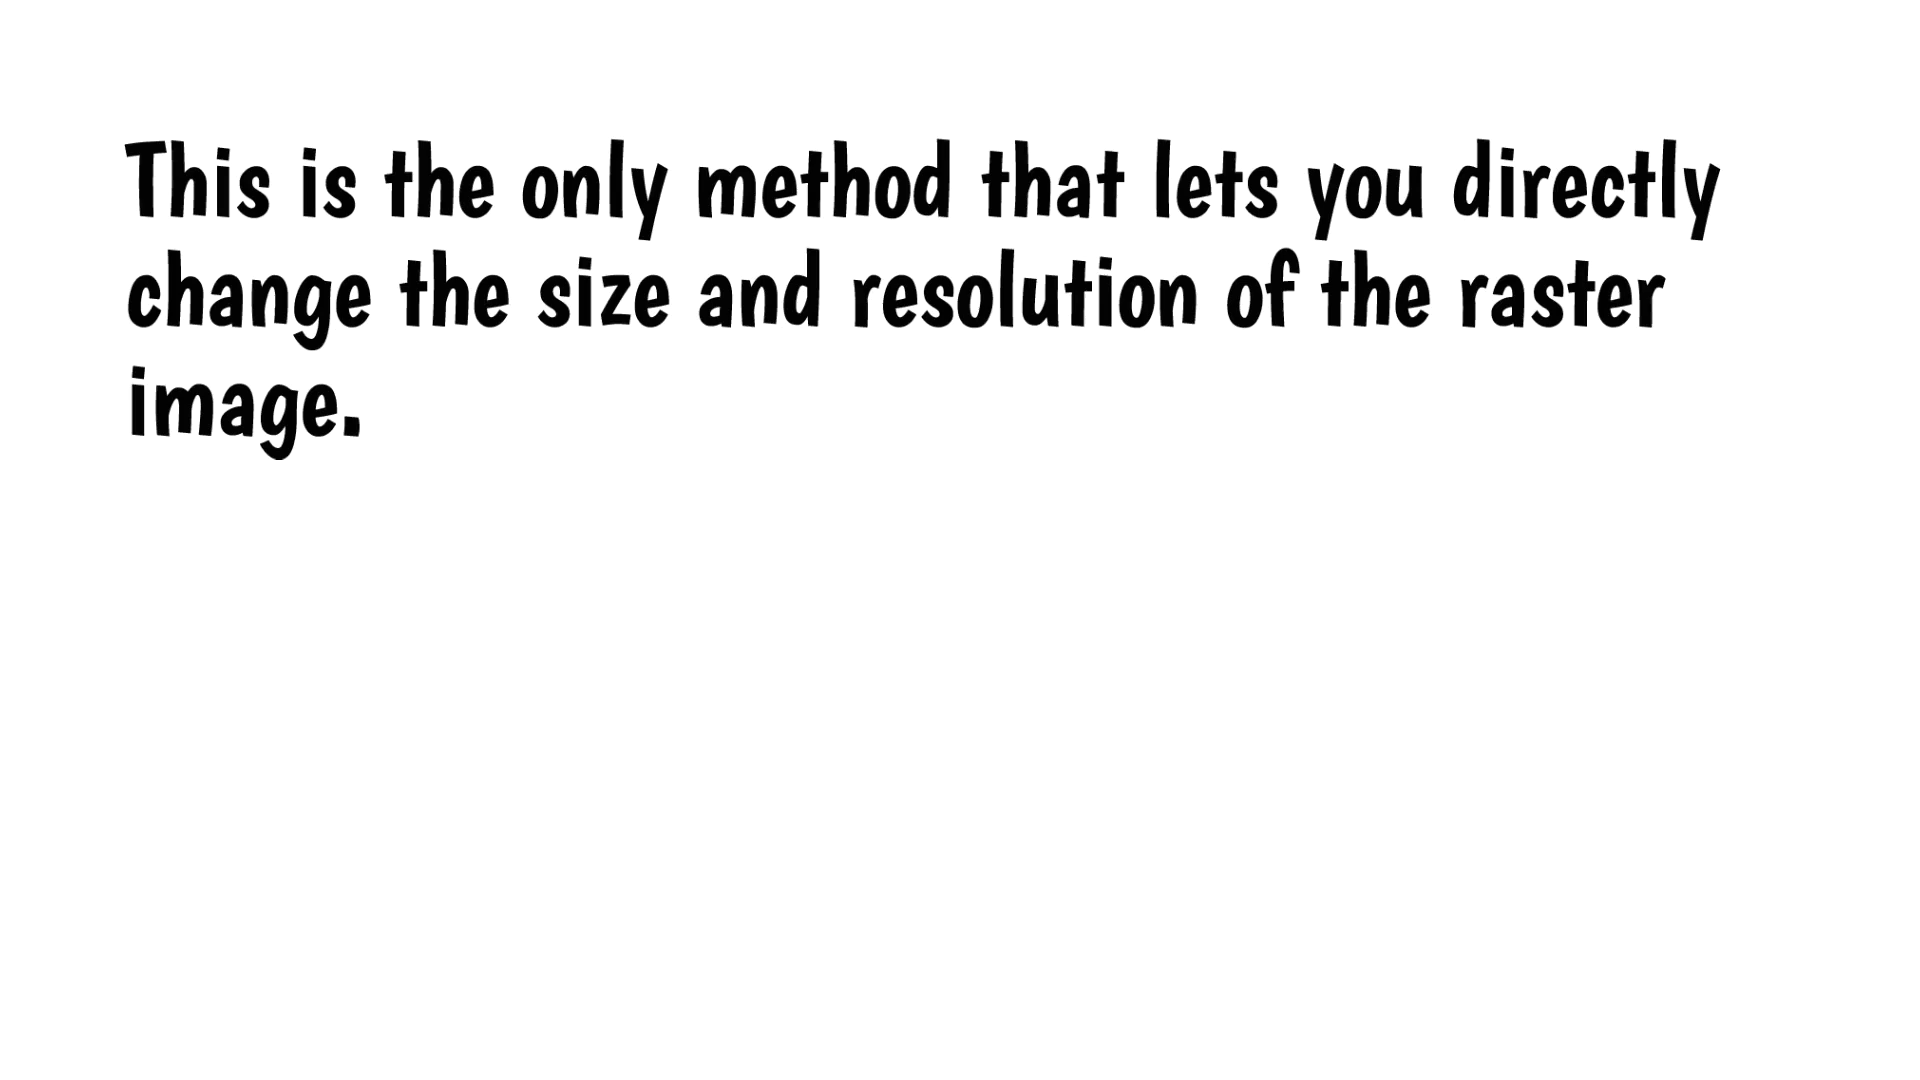 This is the only method that lets you directly
change the size and resolution of the raster
image.